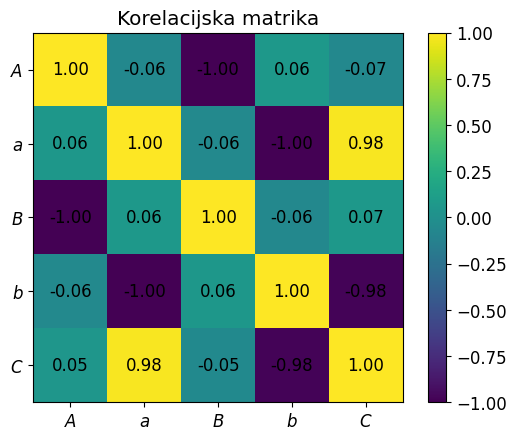 Korelacijska matrika
A 1.00 -0.06 -1.00 0.06 -0.07
a 0.06 1.00 -0.06 -1.00 0.98
B -1.00 0.06 1.00 -0.06 0.07
b -0.06 -1.00 0.06 1.00 -0.98
C 0.05 0.98 -0.05 -0.98 1.00
A a B b C
1.00
0.75
0.50
0.25
0.00
−0.25
−0.50
−0.75
−1.00